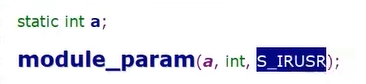 static int a;
module_param(a, int, S_IRUSR);